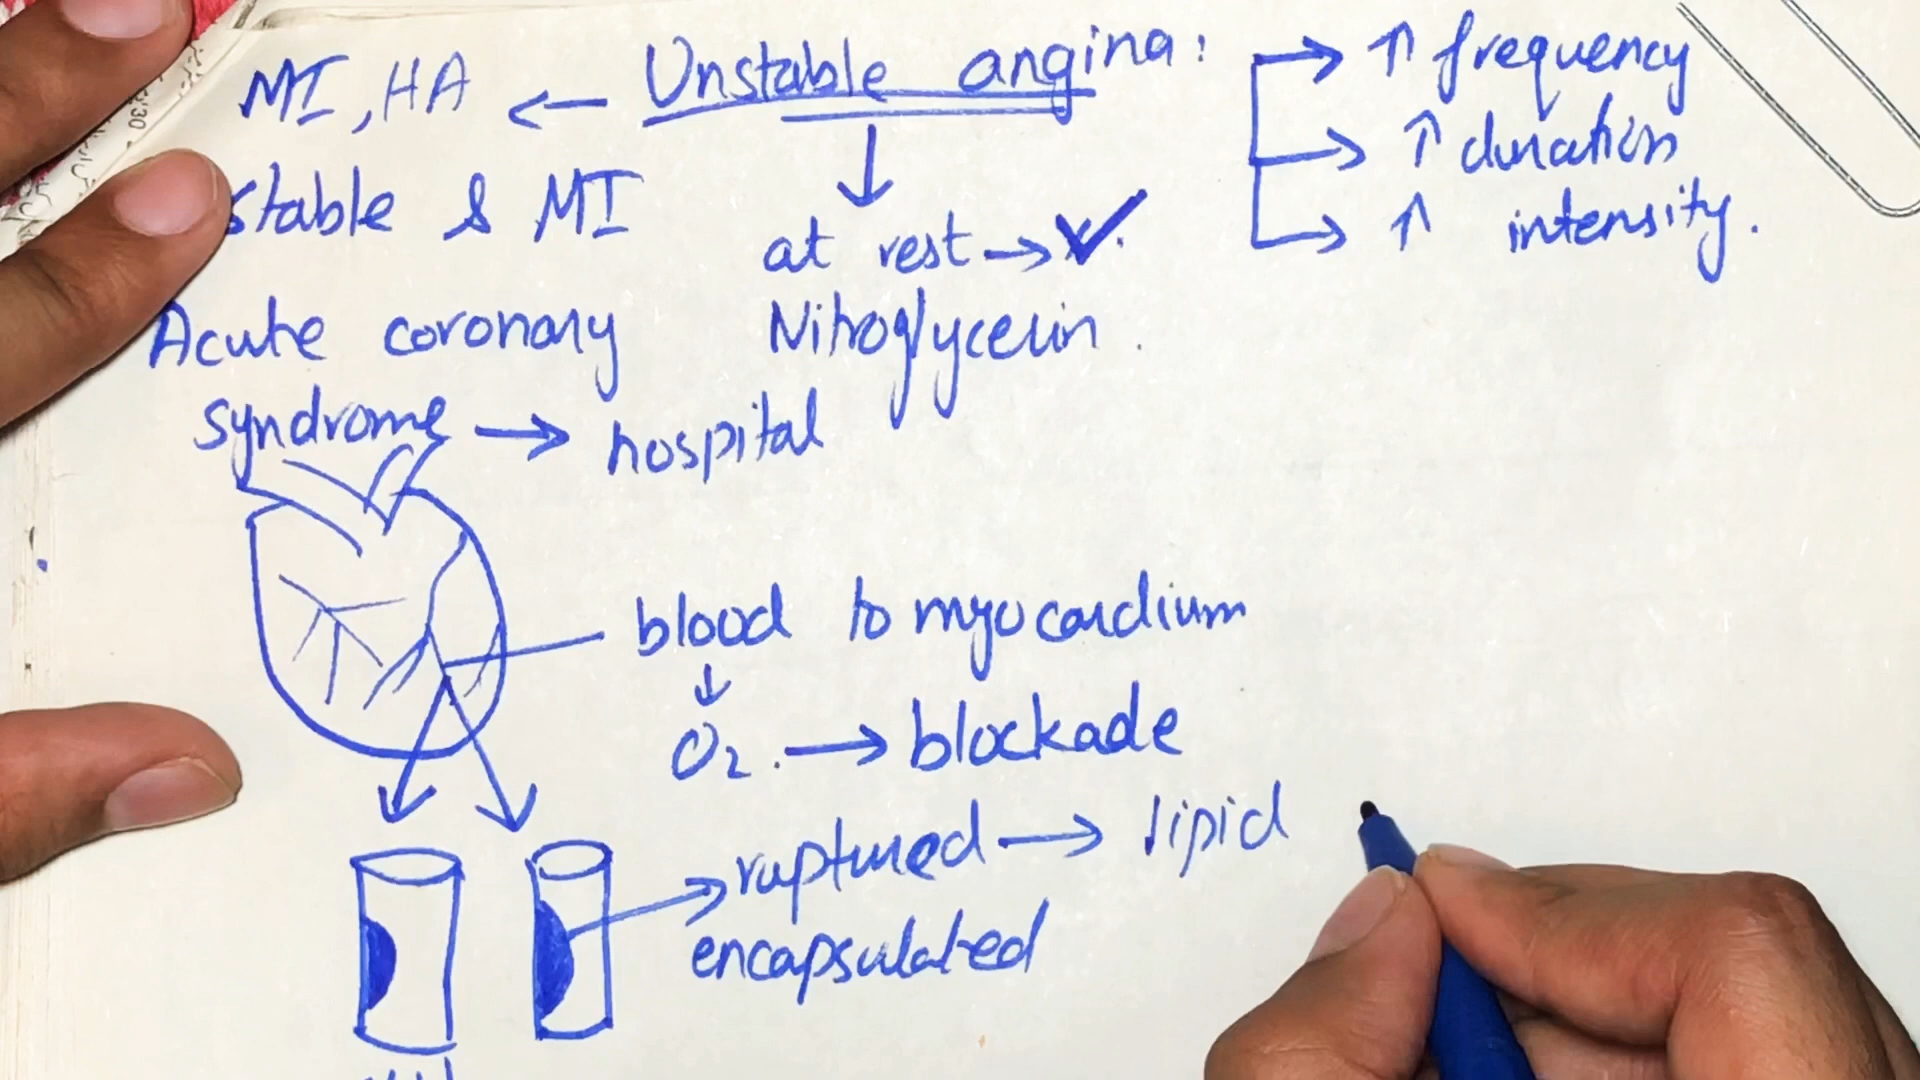 MI, HA ← Unstable angina:
→ ↑ frequency
→ ↑ duration
→ ↑ intensity.
stable & MI
at rest → ✓.
Nitroglycerin.
Acute coronary
syndrome → hospital
blood to myocardium
↓
O2. → blockade
ruptured → lipid
encapsulated